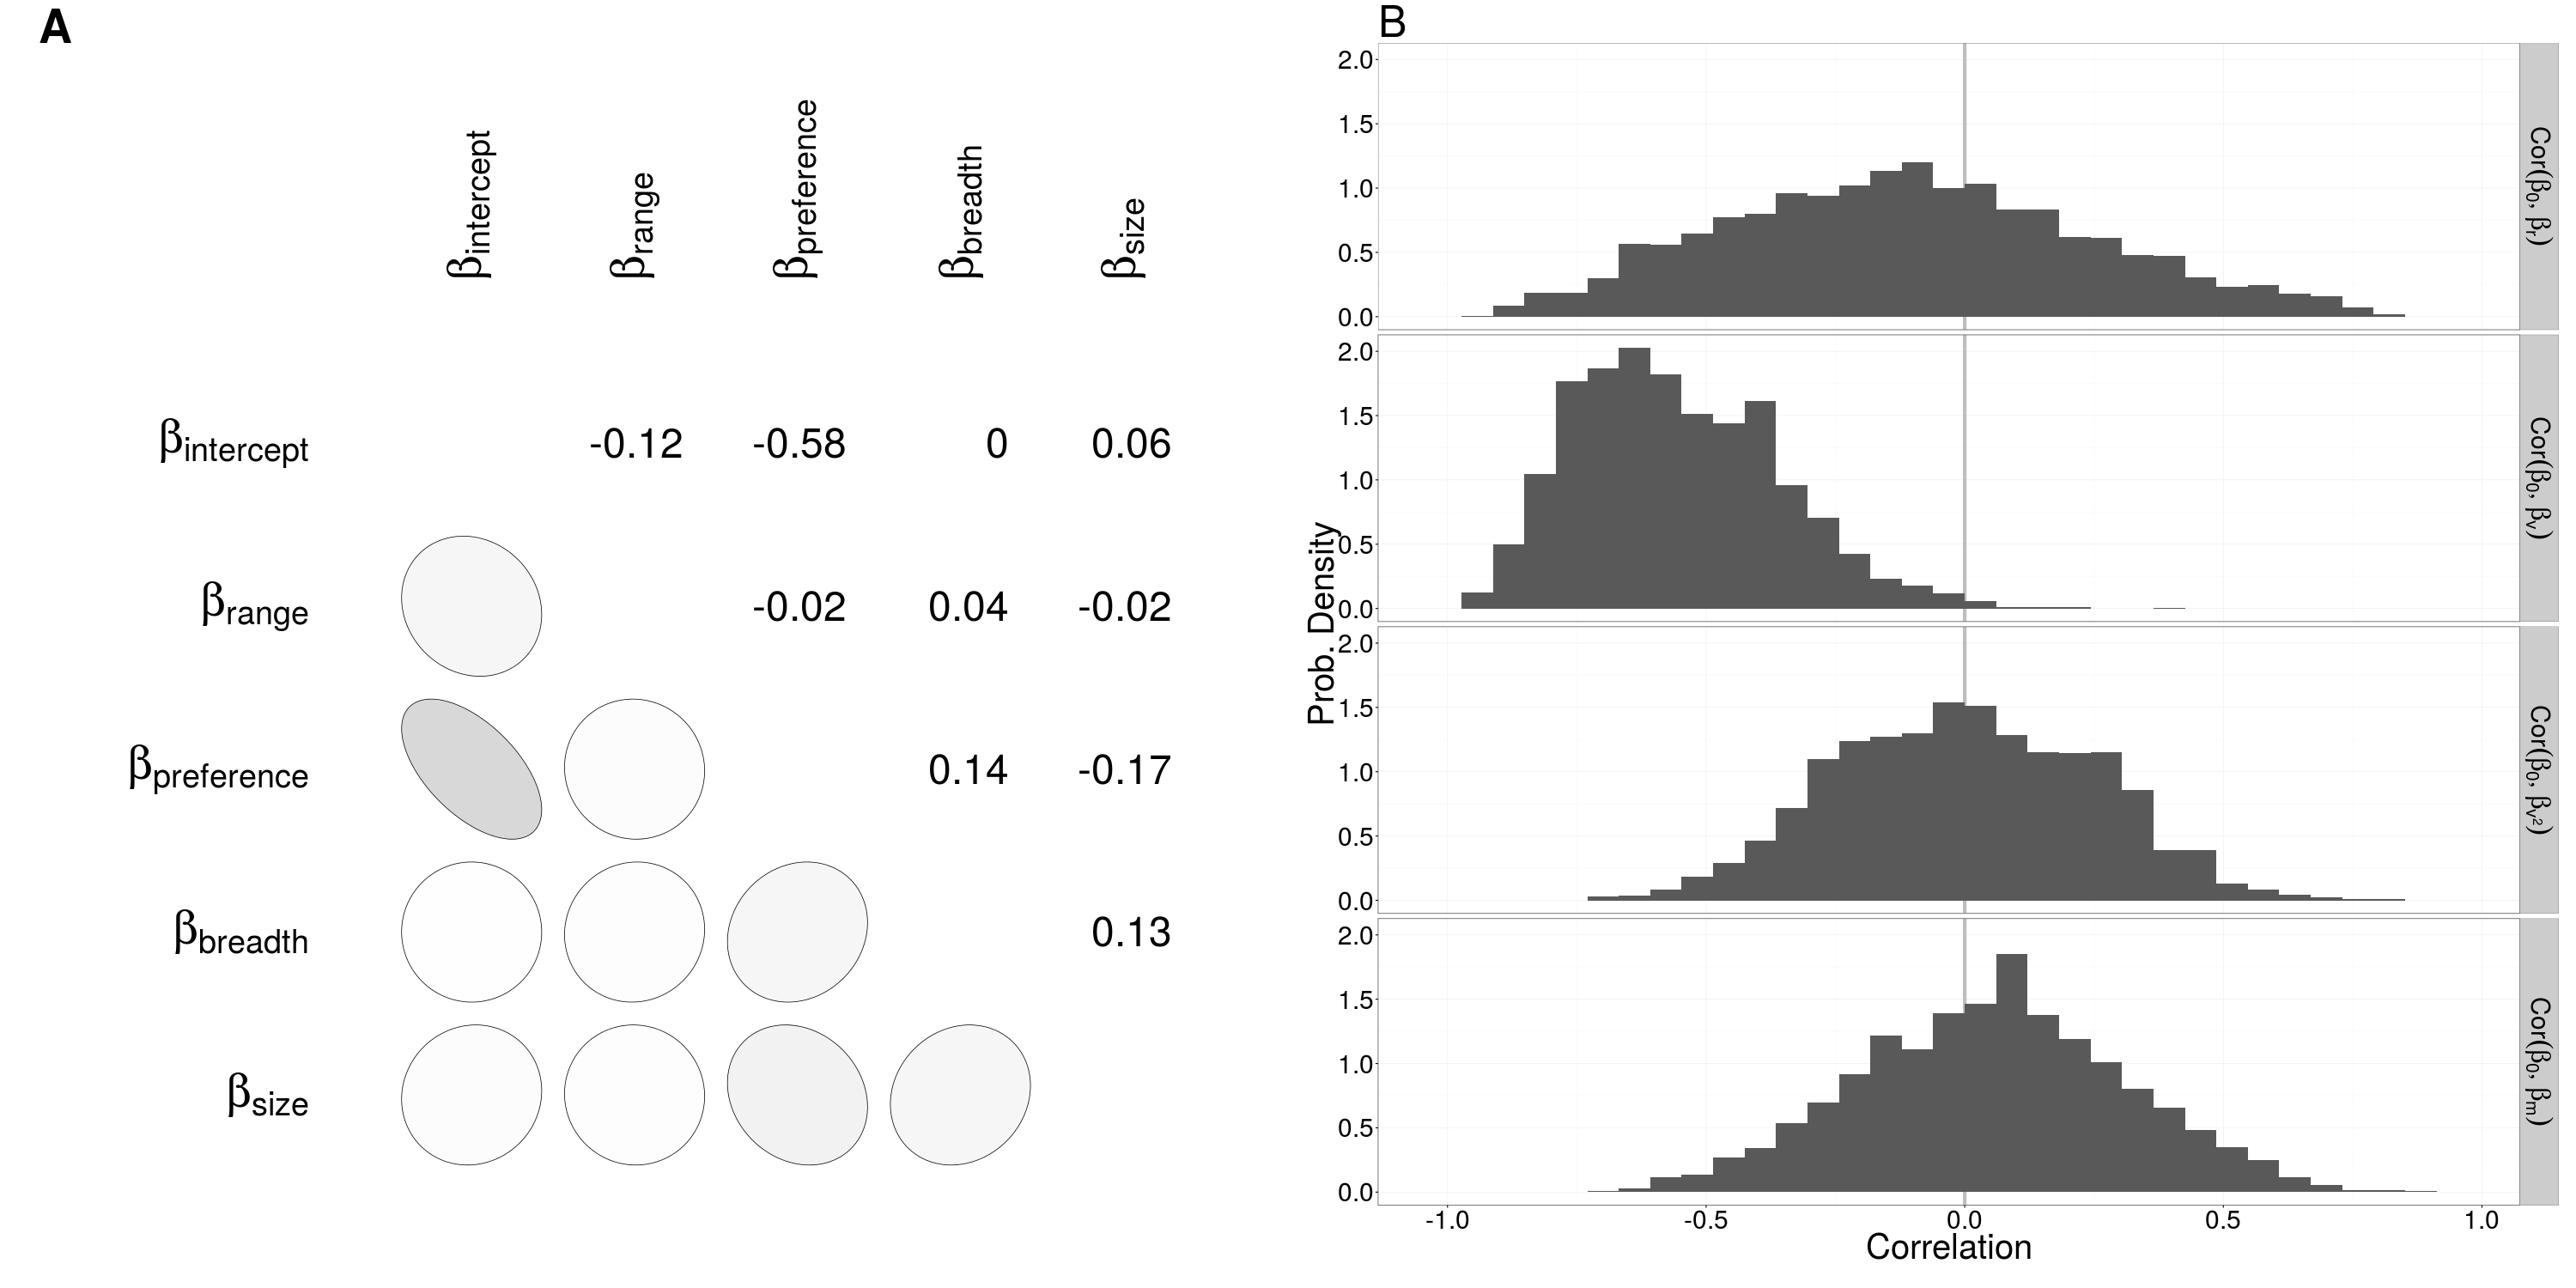 A
βintercept
βrange
βpreference
βbreadth
βsize
βintercept -0.12 -0.58 0 0.06
βrange -0.02 0.04 -0.02
βpreference 0.14 -0.17
βbreadth 0.13
βsize
B
Prob. Density
2.0
1.5
1.0
0.5
0.0
Cor(β0, βr)
2.0
1.5
1.0
0.5
0.0
Cor(β0, βv)
2.0
1.5
1.0
0.5
0.0
Cor(β0, βv²)
2.0
1.5
1.0
0.5
0.0
Cor(β0, βm)
-1.0 -0.5 0.0 0.5 1.0
Correlation